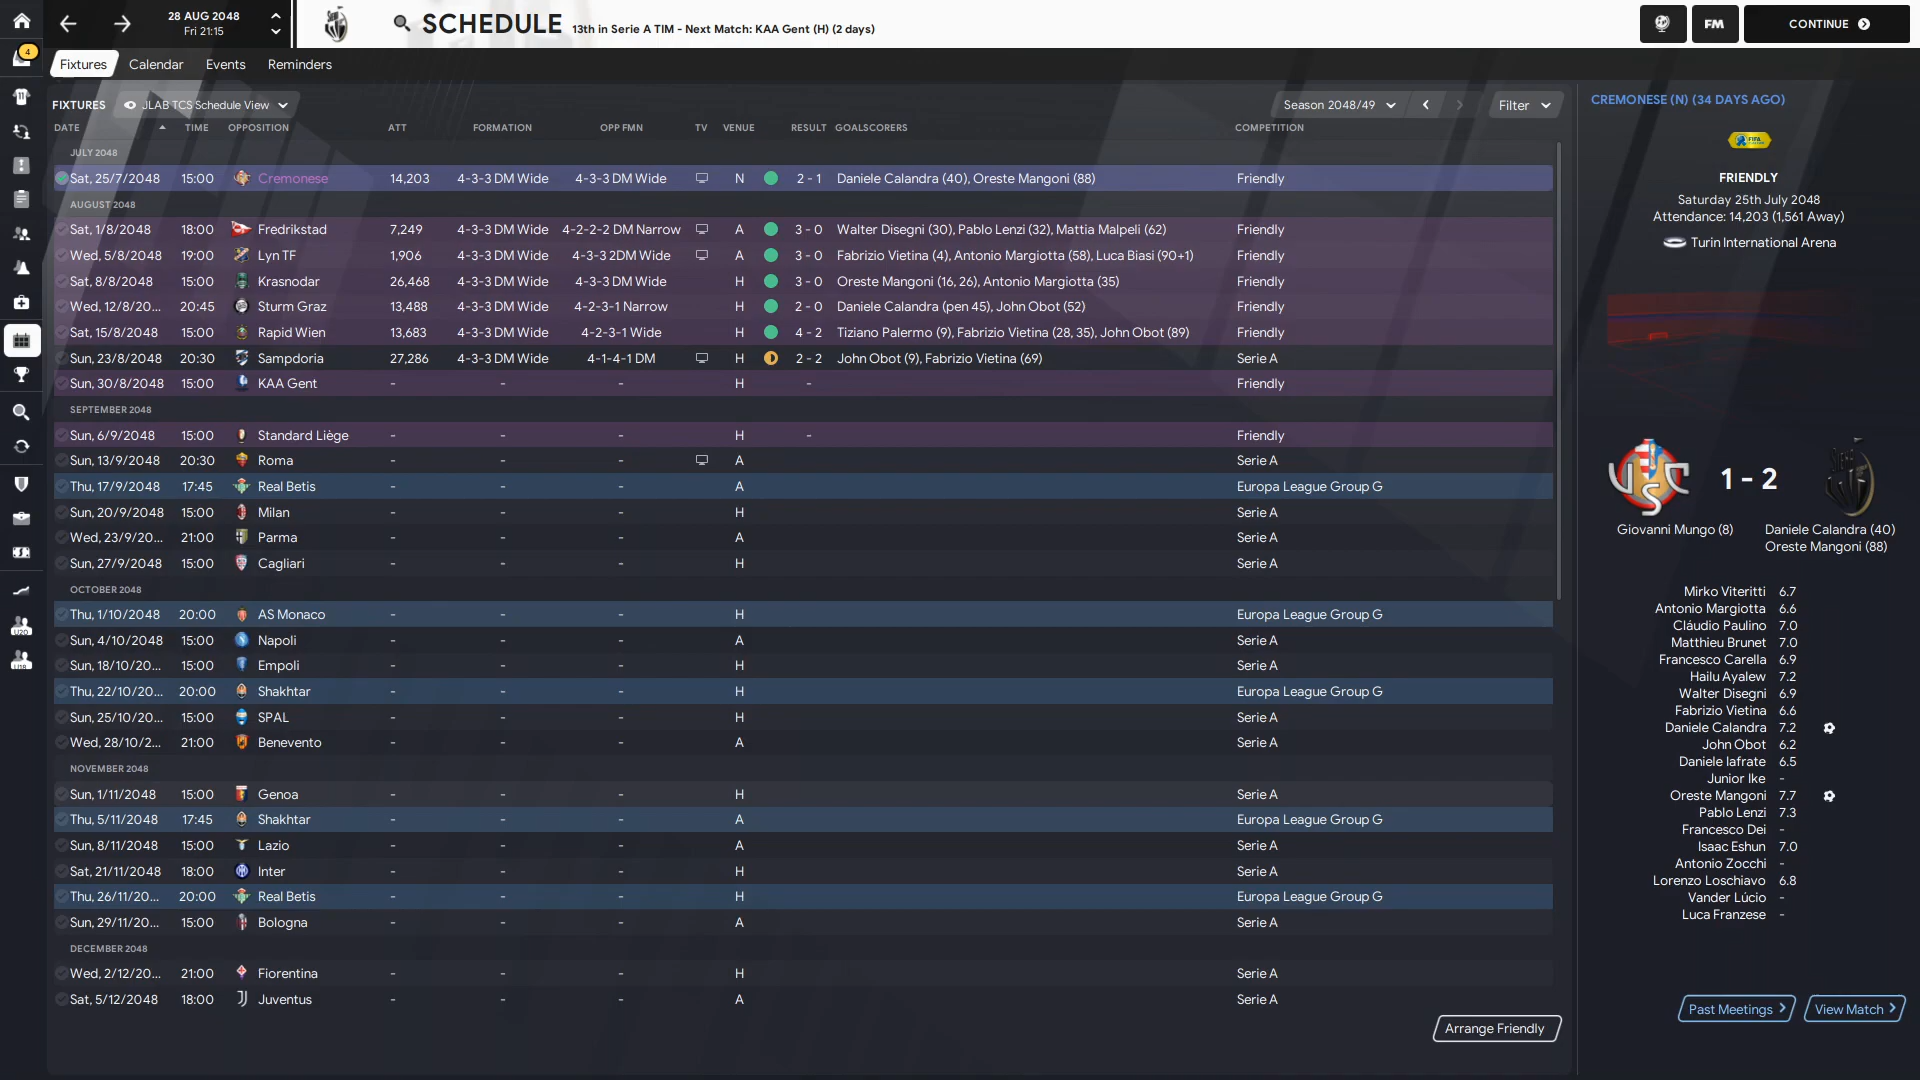 28 AUG 2048
Fri 21:15
SCHEDULE
13th in Serie A TIM - Next Match: KAA Gent (H) (2 days)
FM
CONTINUE
4
Fixtures Calendar Events Reminders
FIXTURES JLAB TCS Schedule View
Season 2048/49 Filter
DATE TIME OPPOSITION ATT FORMATION OPP FMN TV VENUE RESULT GOALSCORERS COMPETITION
JULY 2048
Sat, 25/7/2048 15:00 Cremonese 14,203 4-3-3 DM Wide 4-3-3 DM Wide N 2 - 1 Daniele Calandra (40), Oreste Mangoni (88) Friendly
AUGUST 2048
Sat, 1/8/2048 18:00 Fredrikstad 7,249 4-3-3 DM Wide 4-2-2-2 DM Narrow A 3 - 0 Walter Disegni (30), Pablo Lenzi (32), Mattia Malpeli (62) Friendly
Wed, 5/8/2048 19:00 Lyn TF 1,906 4-3-3 DM Wide 4-3-3 2DM Wide A 3 - 0 Fabrizio Vietina (4), Antonio Margiotta (58), Luca Biasi (90+1) Friendly
Sat, 8/8/2048 15:00 Krasnodar 26,468 4-3-3 DM Wide 4-3-3 DM Wide H 3 - 0 Oreste Mangoni (16, 26), Antonio Margiotta (35) Friendly
Wed, 12/8/20... 20:45 Sturm Graz 13,488 4-3-3 DM Wide 4-2-3-1 Narrow H 2 - 0 Daniele Calandra (pen 45), John Obot (52) Friendly
Sat, 15/8/2048 15:00 Rapid Wien 13,683 4-3-3 DM Wide 4-2-3-1 Wide H 4 - 2 Tiziano Palermo (9), Fabrizio Vietina (28, 35), John Obot (89) Friendly
Sun, 23/8/2048 20:30 Sampdoria 27,286 4-3-3 DM Wide 4-1-4-1 DM H 2 - 2 John Obot (9), Fabrizio Vietina (69) Serie A
Sun, 30/8/2048 15:00 KAA Gent - - - H - Friendly
SEPTEMBER 2048
Sun, 6/9/2048 15:00 Standard Liège - - - H - Friendly
Sun, 13/9/2048 20:30 Roma - - - A Serie A
Thu, 17/9/2048 17:45 Real Betis - - - A Europa League Group G
Sun, 20/9/2048 15:00 Milan - - - H Serie A
Wed, 23/9/20... 21:00 Parma - - - A Serie A
Sun, 27/9/2048 15:00 Cagliari - - - H Serie A
OCTOBER 2048
Thu, 1/10/2048 20:00 AS Monaco - - - H Europa League Group G
Sun, 4/10/2048 15:00 Napoli - - - A Serie A
Sun, 18/10/20... 15:00 Empoli - - - H Serie A
Thu, 22/10/20... 20:00 Shakhtar - - - H Europa League Group G
Sun, 25/10/20... 15:00 SPAL - - - H Serie A
Wed, 28/10/2... 21:00 Benevento - - - A Serie A
NOVEMBER 2048
Sun, 1/11/2048 15:00 Genoa - - - H Serie A
Thu, 5/11/2048 17:45 Shakhtar - - - A Europa League Group G
Sun, 8/11/2048 15:00 Lazio - - - A Serie A
Sat, 21/11/2048 18:00 Inter - - - H Serie A
Thu, 26/11/20... 20:00 Real Betis - - - H Europa League Group G
Sun, 29/11/20... 15:00 Bologna - - - A Serie A
DECEMBER 2048
Wed, 2/12/20... 21:00 Fiorentina - - - H Serie A
Sat, 5/12/2048 18:00 Juventus - - - A Serie A
Arrange Friendly
CREMONESE (N) (34 DAYS AGO)
FIFA
FRIENDLY
Saturday 25th July 2048
Attendance: 14,203 (1,561 Away)
Turin International Arena
1 - 2
Giovanni Mungo (8) Daniele Calandra (40)
Oreste Mangoni (88)
Mirko Viteritti 6.7
Antonio Margiotta 6.6
Cláudio Paulino 7.0
Matthieu Brunet 7.0
Francesco Carella 6.9
Hailu Ayalew 7.2
Walter Disegni 6.9
Fabrizio Vietina 6.6
Daniele Calandra 7.2
John Obot 6.2
Daniele Iafrate 6.5
Junior Ike -
Oreste Mangoni 7.7
Pablo Lenzi 7.3
Francesco Dei -
Isaac Eshun 7.0
Antonio Zocchi -
Lorenzo Loschiavo 6.8
Vander Lúcio -
Luca Franzese -
Past Meetings View Match
U20
U18